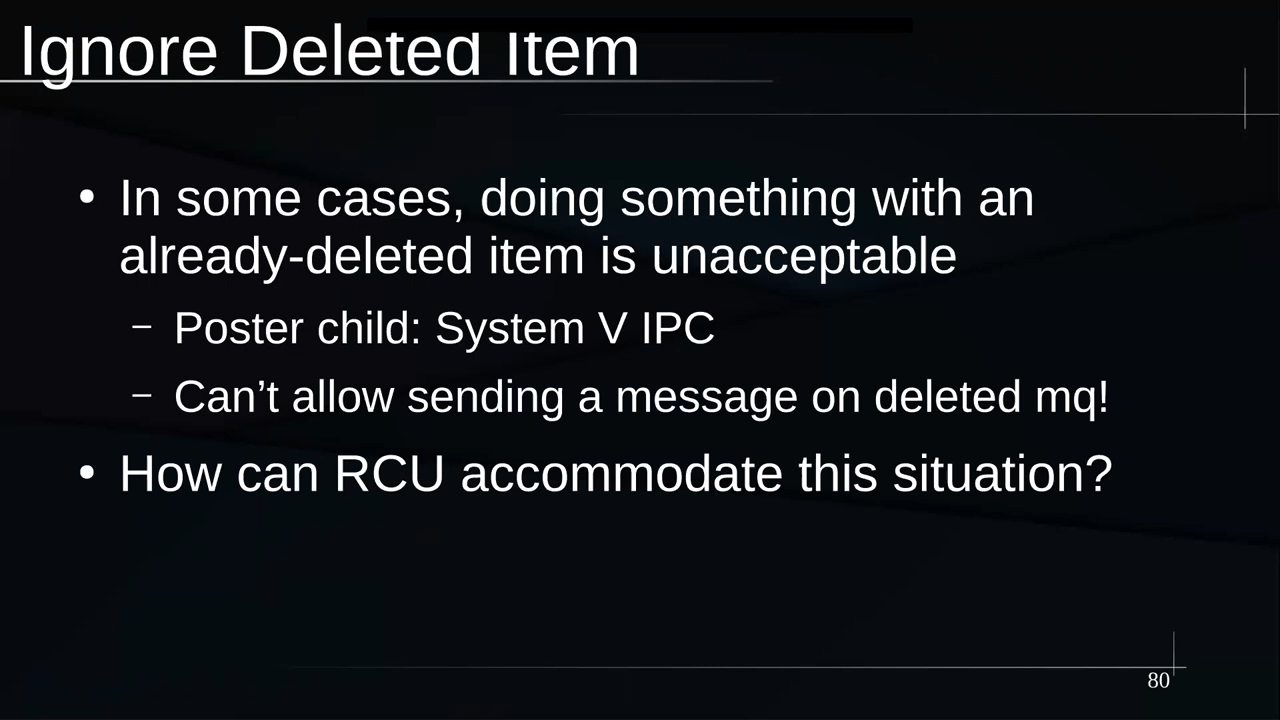 Ignore Deleted Item
• In some cases, doing something with an
already-deleted item is unacceptable
– Poster child: System V IPC
– Can’t allow sending a message on deleted mq!
• How can RCU accommodate this situation?
80